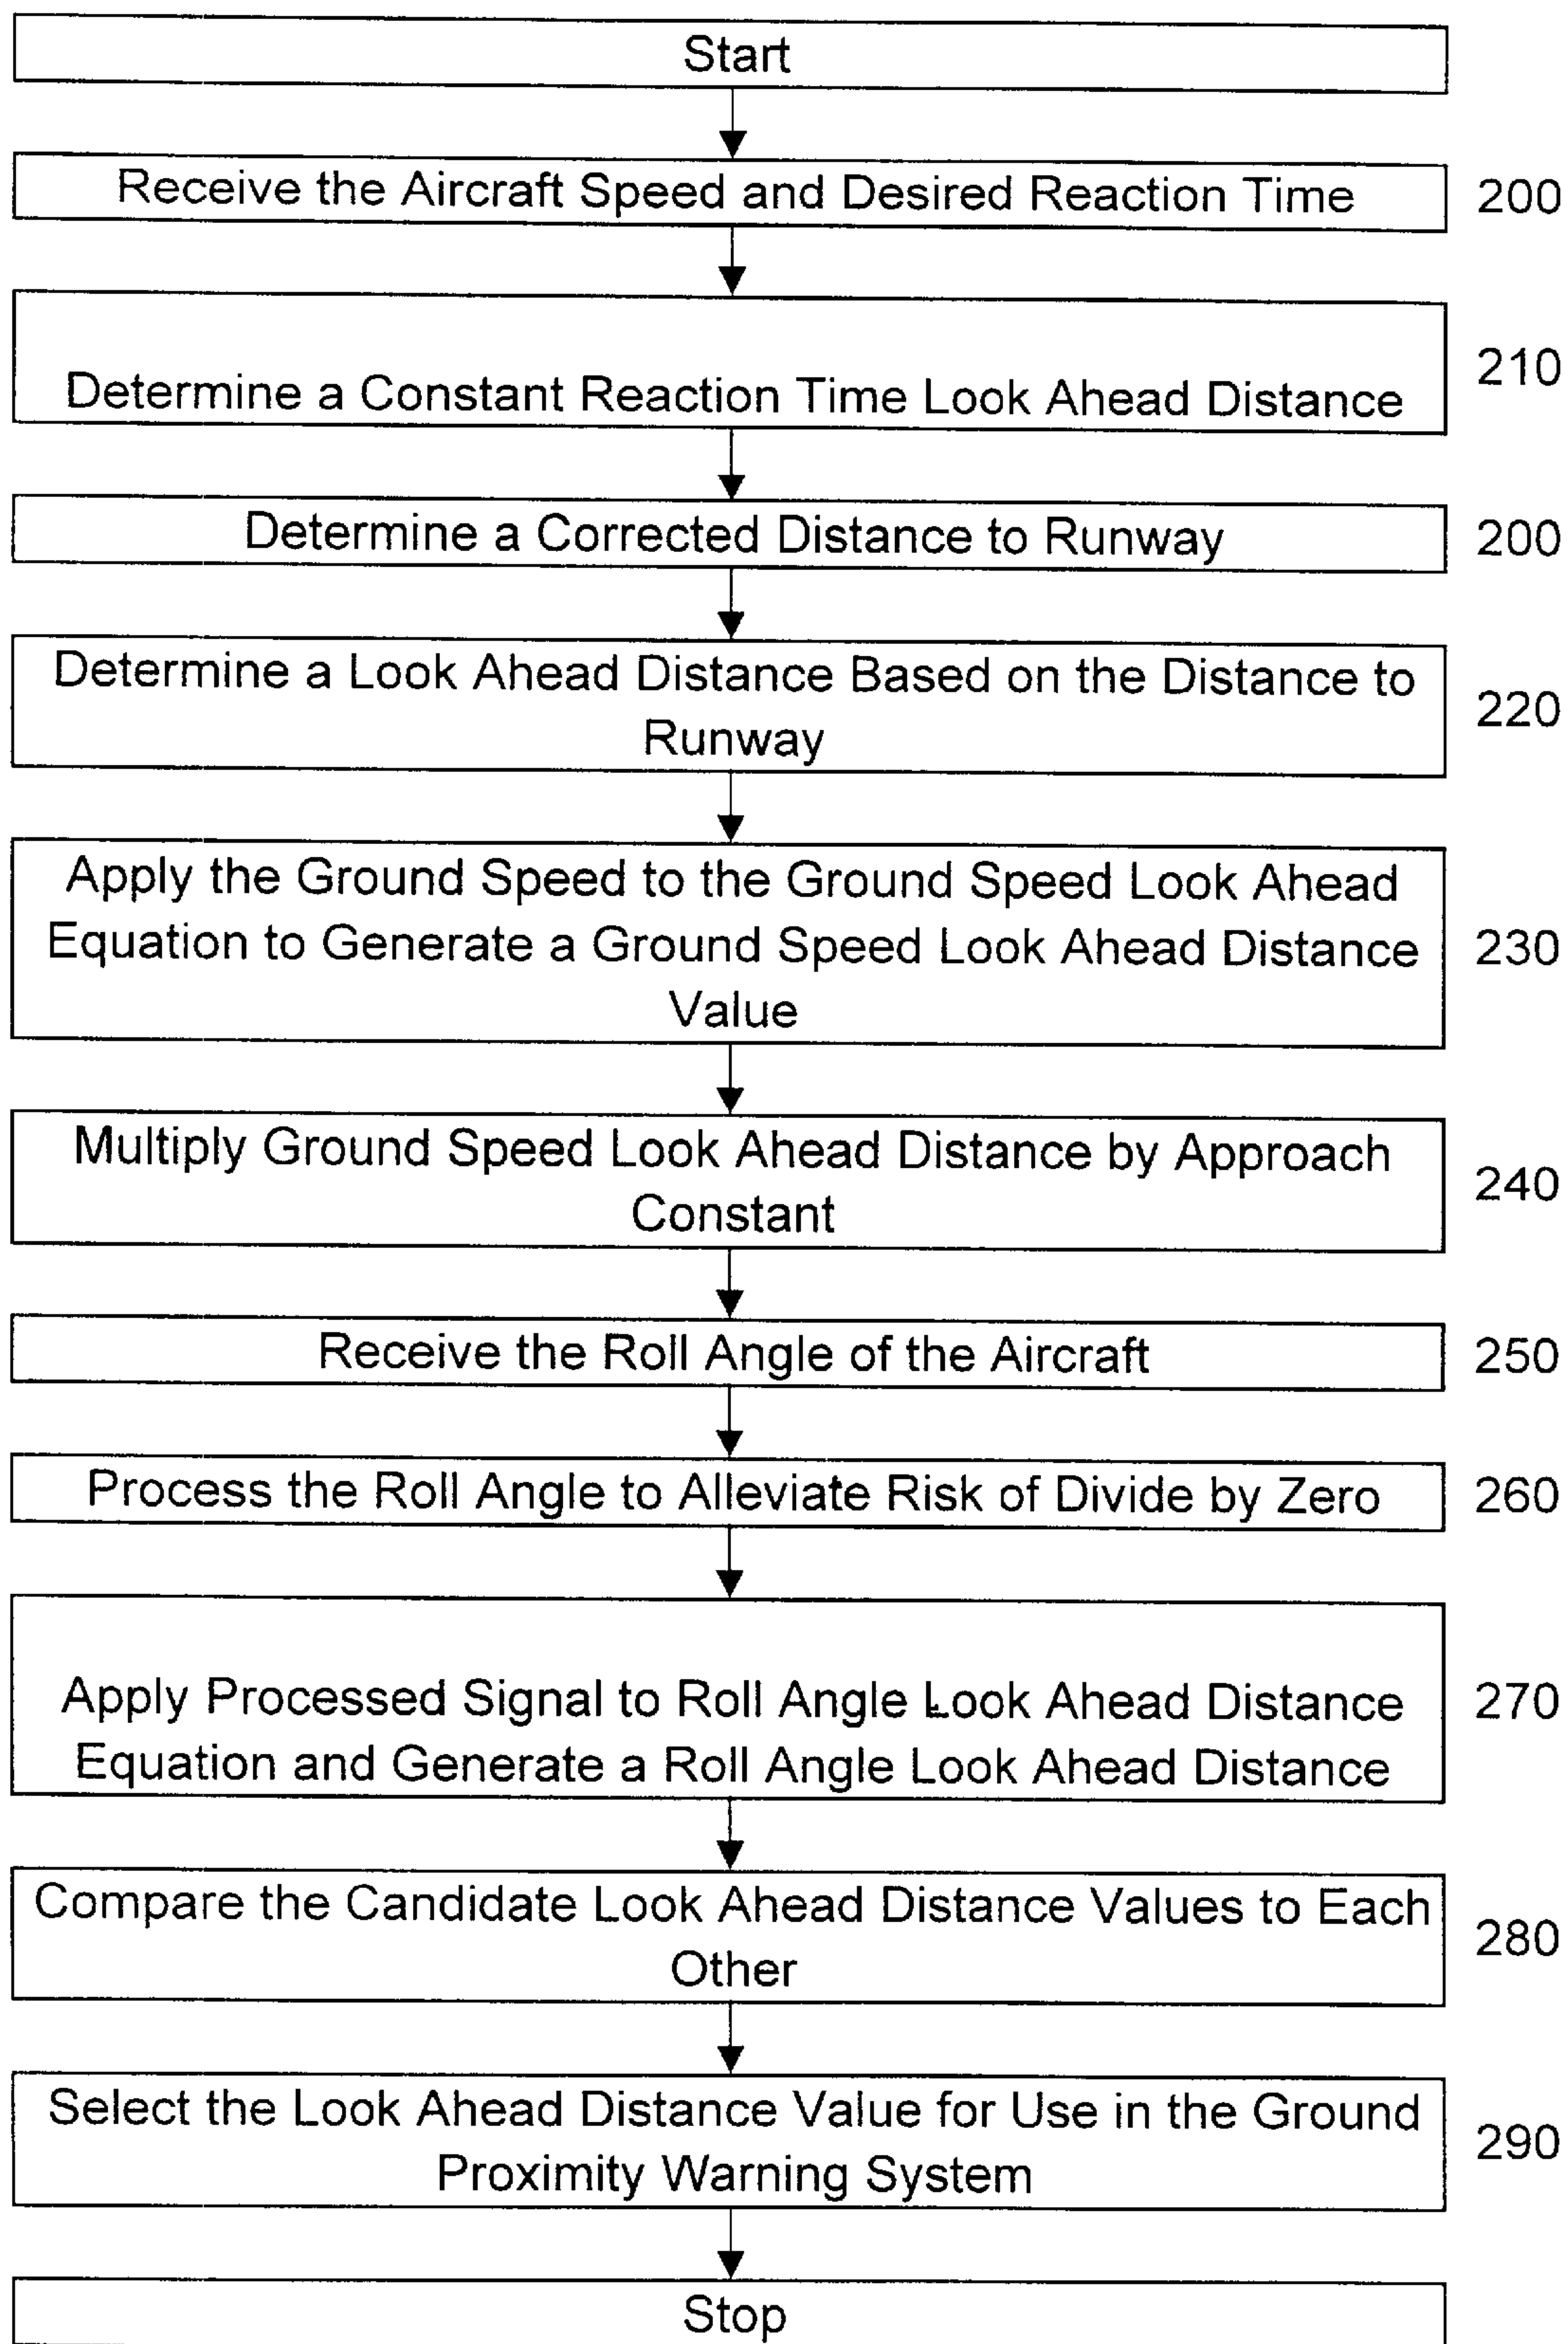 Start
Receive the Aircraft Speed and Desired Reaction Time
200
Determine a Constant Reaction Time Look Ahead Distance
210
Determine a Corrected Distance to Runway
200
Determine a Look Ahead Distance Based on the Distance to
Runway
220
Apply the Ground Speed to the Ground Speed Look Ahead
Equation to Generate a Ground Speed Look Ahead Distance
Value
230
Multiply Ground Speed Look Ahead Distance by Approach
Constant
240
Receive the Roll Angle of the Aircraft
250
Process the Roll Angle to Alleviate Risk of Divide by Zero
260
Apply Processed Signal to Roll Angle Look Ahead Distance
Equation and Generate a Roll Angle Look Ahead Distance
270
Compare the Candidate Look Ahead Distance Values to Each
Other
280
Select the Look Ahead Distance Value for Use in the Ground
Proximity Warning System
290
Stop